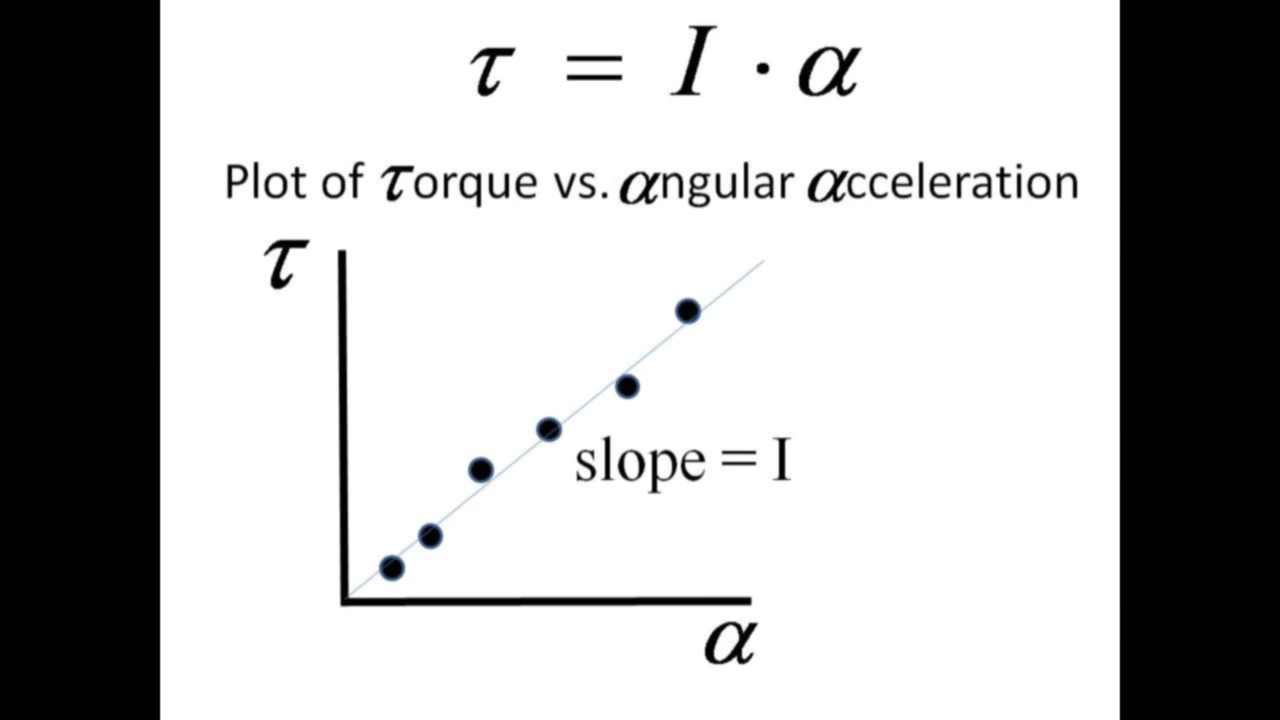 τ = I · α
Plot of τorque vs. αngular αcceleration
τ
slope = I
α